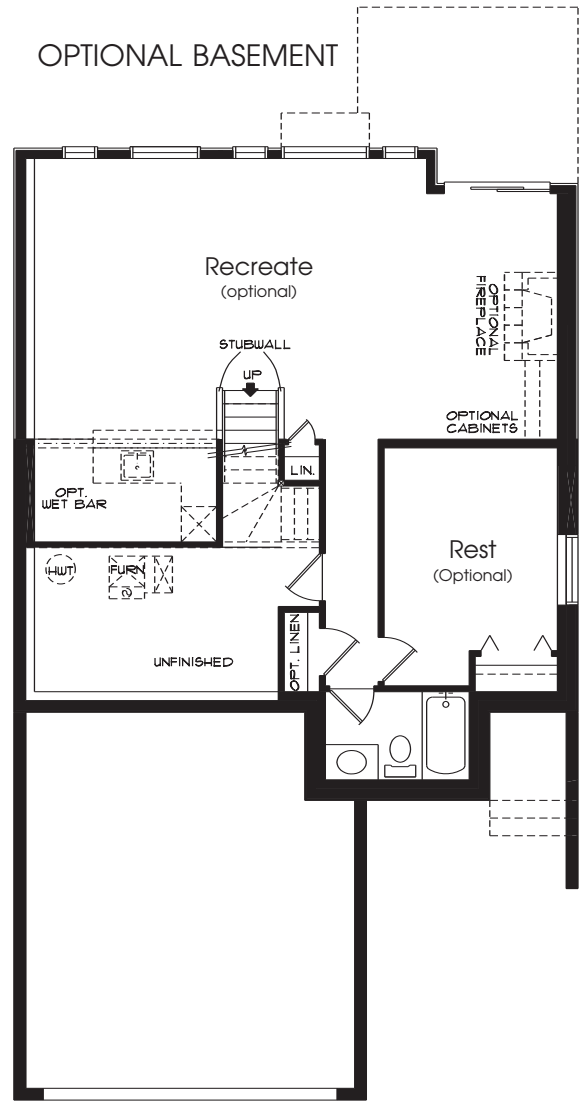 OPTIONAL BASEMENT
Recreate
(optional)
OPTIONAL
FIREPLACE
STUBWALL
UP
OPTIONAL
CABINETS
LIN.
OPT.
WET BAR
Rest
(Optional)
HWT
FURN
OPT. LINEN
UNFINISHED